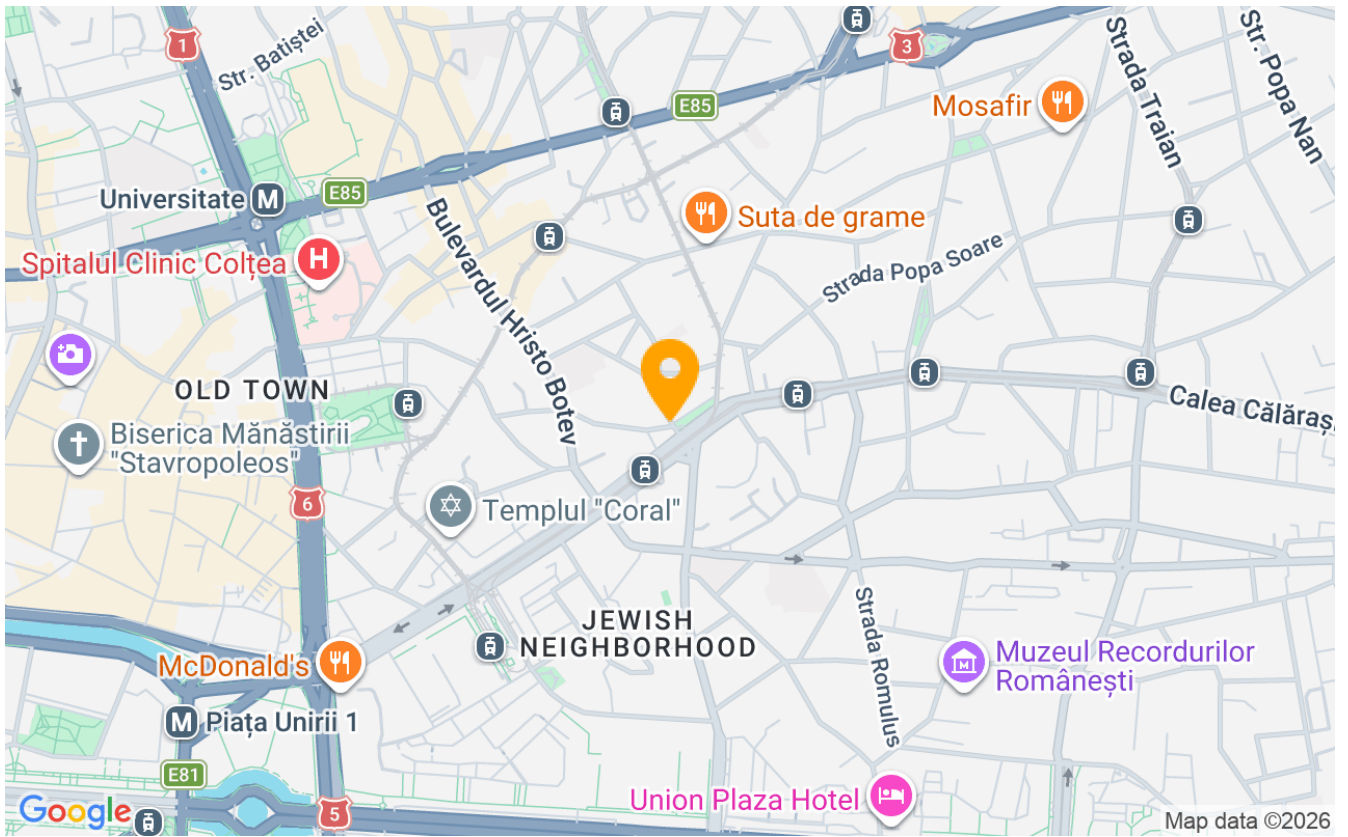 1
Str. Batiștei
3
E85
Mosafir
Strada Traian
Str. Popa Nan
Universitate
M
E85
Bulevardul Hristo Botev
Suta de grame
Spitalul Clinic Colțea
H
Strada Popa Soare
OLD TOWN
Calea Călăraș
Biserica Mănăstirii
"Stavropoleos"
6
Templul "Coral"
JEWISH
NEIGHBORHOOD
Strada Romulus
Muzeul Recordurilor
Românești
McDonald's
M
Piața Unirii 1
E81
5
Union Plaza Hotel
Google
Map data ©2026